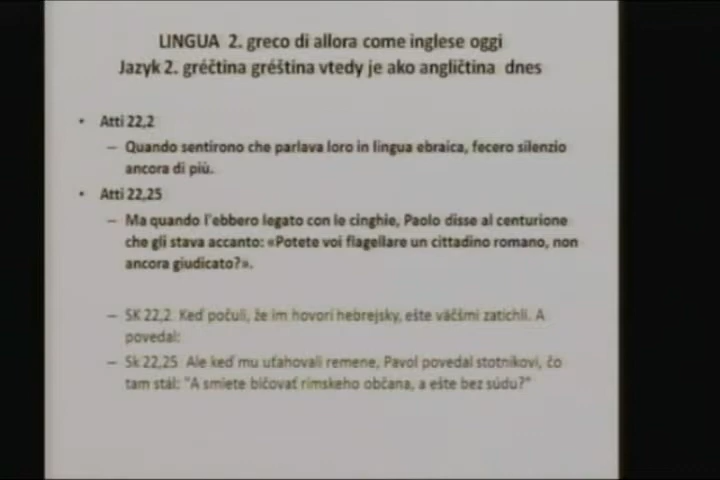 LINGUA 2. greco di allora come inglese oggi
Jazyk 2. gréčtina gréština vtedy je ako angličtina dnes
• Atti 22,2
– Quando sentirono che parlava loro in lingua ebraica, fecero silenzio
ancora di più.
• Atti 22,25
– Ma quando l'ebbero legato con le cinghie, Paolo disse al centurione
che gli stava accanto: «Potete voi flagellare un cittadino romano, non
ancora giudicato?».
– SK 22,2 Keď počuli, že im hovorí hebrejsky, ešte väčšmi zatichli. A
povedal:
– Sk 22,25 Ale keď mu uťahovali remene, Pavol povedal stotníkovi, čo
tam stál: "A smiete bičovať rímskeho občana, a ešte bez súdu?"